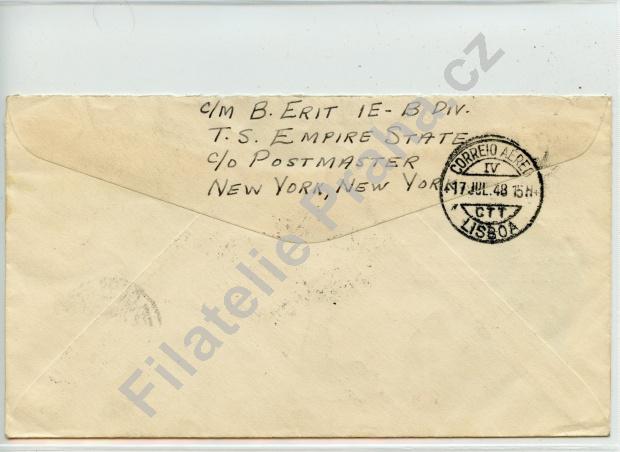 C/M B. ERIT 1E- B DIV.
T.S. EMPIRE STATE
C/O POSTMASTER
NEW YORK, NEW YORK
CORREIO AEREO
IV
17.JUL.48 15H
CTT
LISBOA
Filatelie Praha.cz